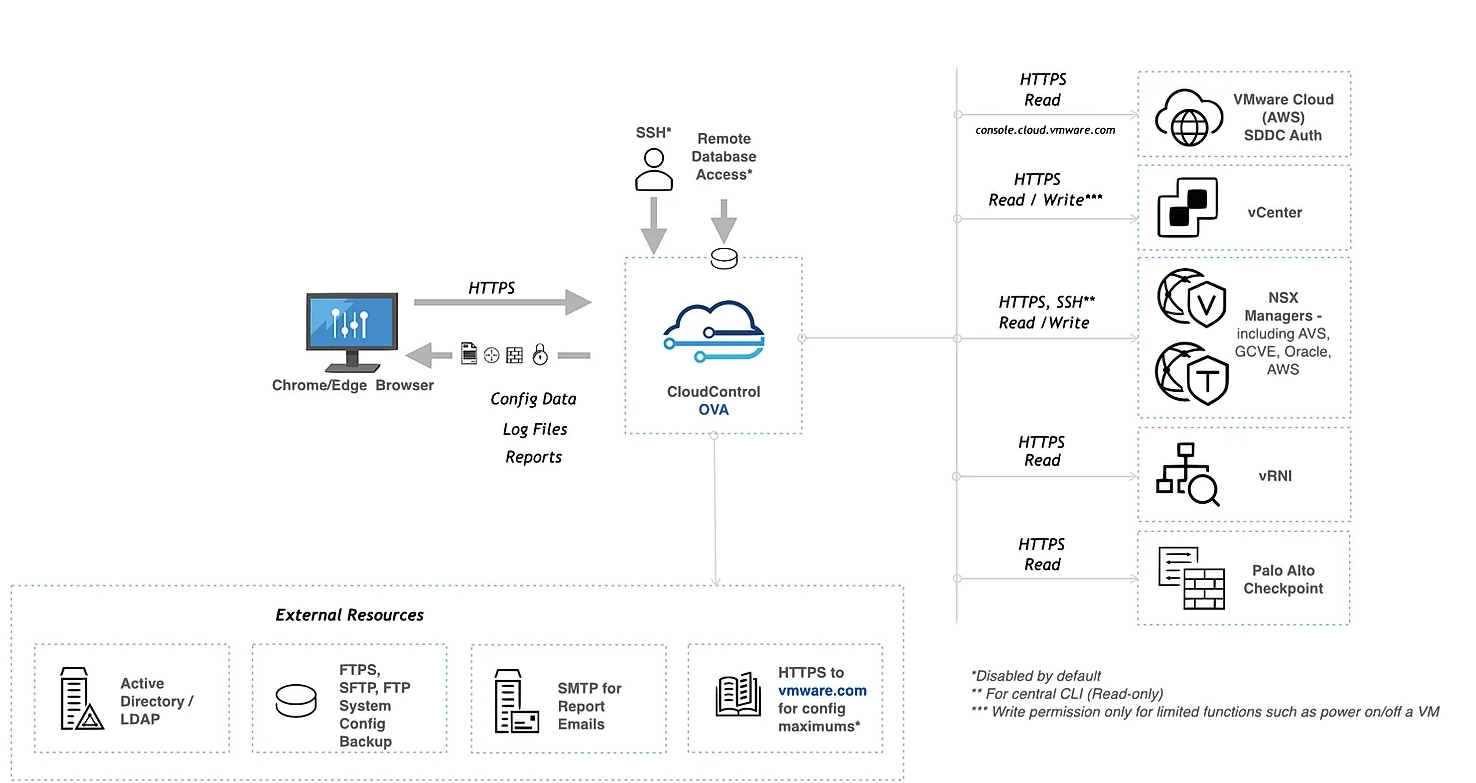 HTTPS
Read
console.cloud.vmware.com
VMware Cloud
(AWS)
SDDC Auth
SSH*
Remote
Database
Access*
HTTPS
Read / Write***
vCenter
HTTPS
Chrome/Edge Browser
Config Data
Log Files
Reports
CloudControl
OVA
HTTPS, SSH**
Read /Write
V
T
NSX
Managers -
including AVS,
GCVE, Oracle,
AWS
HTTPS
Read
vRNI
HTTPS
Read
Palo Alto
Checkpoint
External Resources
Active
Directory /
LDAP
FTPS,
SFTP, FTP
System
Config
Backup
SMTP for
Report
Emails
HTTPS to
vmware.com
for config
maximums*
*Disabled by default
** For central CLI (Read-only)
*** Write permission only for limited functions such as power on/off a VM